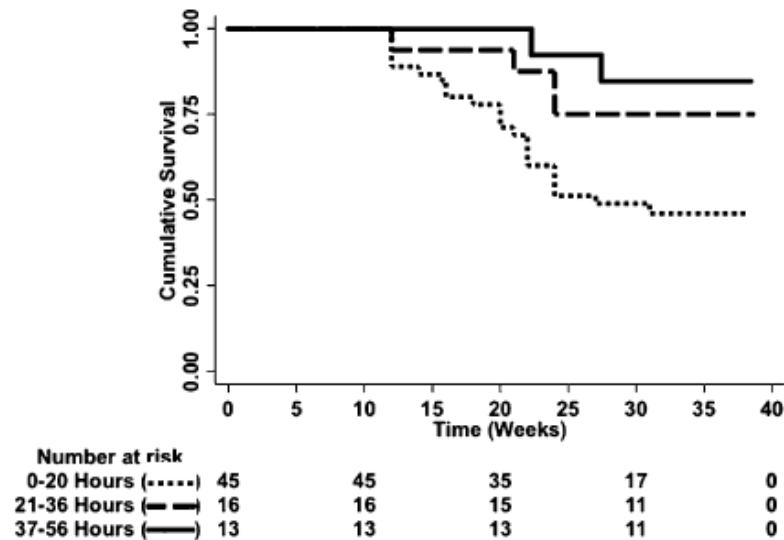 1.00
0.75
0.50
0.25
0.00
Cumulative Survival
0 5 10 15 20 25 30 35 40
Time (Weeks)
Number at risk
0-20 Hours ( ) 45 45 35 17 0
21-36 Hours ( ) 16 16 15 11 0
37-56 Hours ( ) 13 13 13 11 0